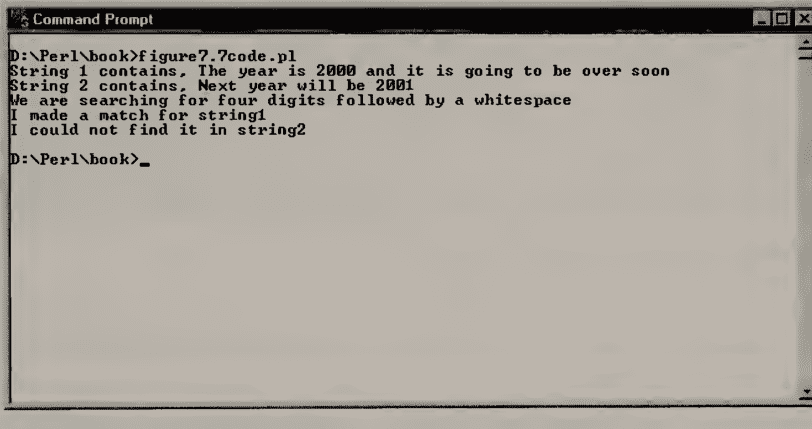 Command Prompt
D:\Perl\book>figure7.7code.pl
String 1 contains, The year is 2000 and it is going to be over soon
String 2 contains, Next year will be 2001
We are searching for four digits followed by a whitespace
I made a match for string1
I could not find it in string2
D:\Perl\book>_